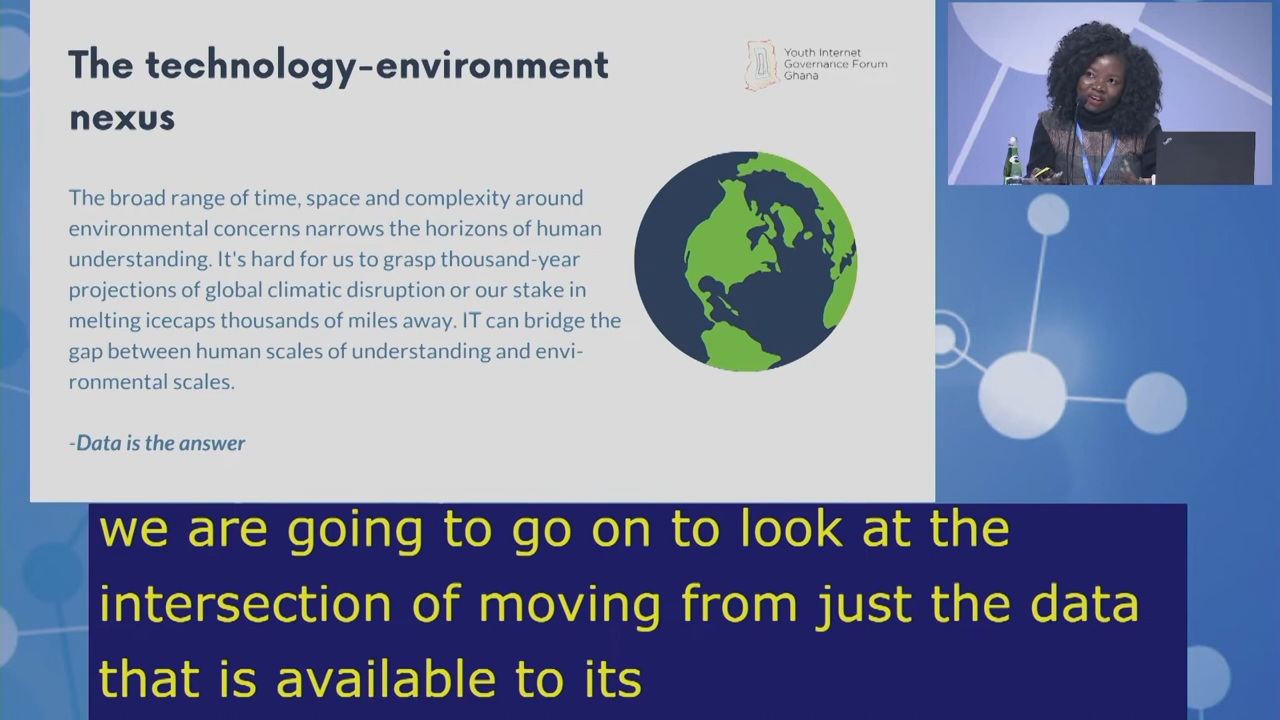 The technology-environment
nexus
Youth Internet
Governance Forum
Ghana
The broad range of time, space and complexity around
environmental concerns narrows the horizons of human
understanding. It's hard for us to grasp thousand-year
projections of global climatic disruption or our stake in
melting icecaps thousands of miles away. IT can bridge the
gap between human scales of understanding and envi-
ronmental scales.
-Data is the answer
we are going to go on to look at the
intersection of moving from just the data
that is available to its